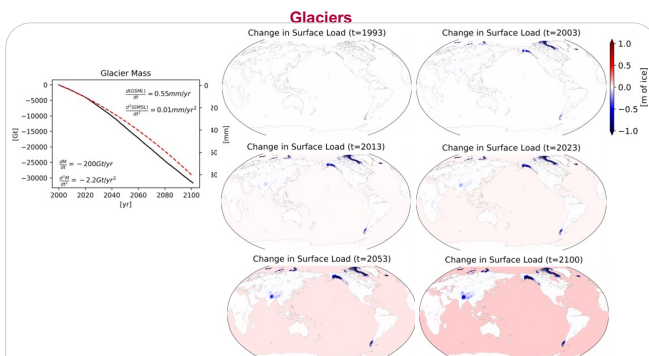 Glaciers
Change in Surface Load (t=1993)
Change in Surface Load (t=2003)
1.0
0.5
0.0
−0.5
−1.0
[m of ice]
Glacier Mass
0
−5000
−10000
−15000
−20000
−25000
−30000
[Gt]
d(GSML)/dt = 0.55mm/yr
d²(GMSL)/dt² = 0.01mm/yr²
dM/dt = −200Gt/yr
d²M/dt² = −2.2Gt/yr²
0
20
40
[mm]
2000 2020 2040 2060 2080 2100
[yr]
Change in Surface Load (t=2013)
Change in Surface Load (t=2023)
Change in Surface Load (t=2053)
Change in Surface Load (t=2100)